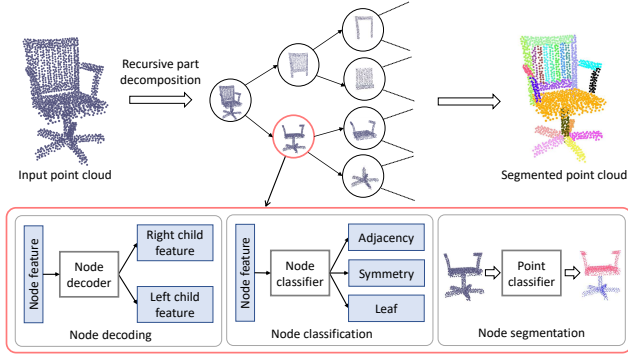 Recursive part
decomposition
Input point cloud
Segmented point cloud
Node feature
Node
decoder
Right child
feature
Left child
feature
Node decoding
Node feature
Node
classifier
Adjacency
Symmetry
Leaf
Node classification
Point
classifier
Node segmentation